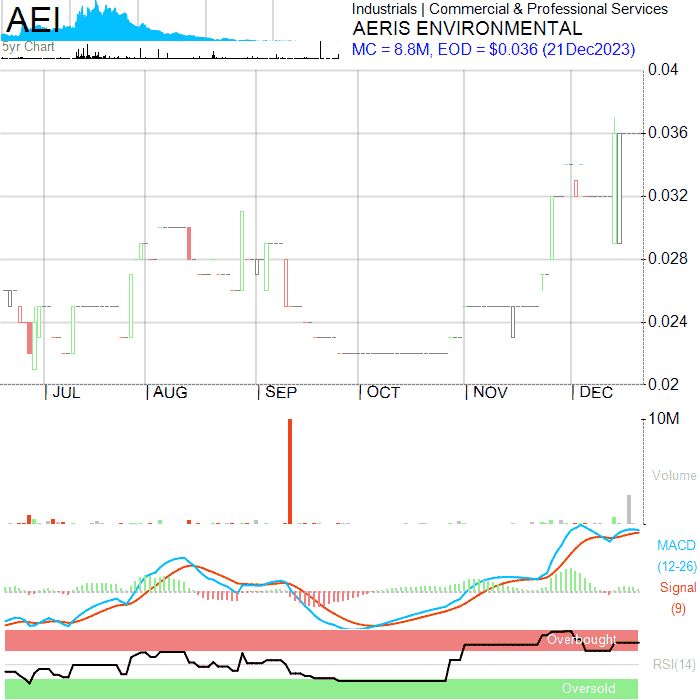 AEI
5yr Chart
Industrials | Commercial & Professional Services
AERIS ENVIRONMENTAL
MC = 8.8M, EOD = $0.036 (21Dec2023)
0.04
0.036
0.032
0.028
0.024
0.02
JUL AUG SEP OCT NOV DEC
10M
Volume
MACD
(12-26)
Signal
(9)
Overbought
RSI(14)
Oversold